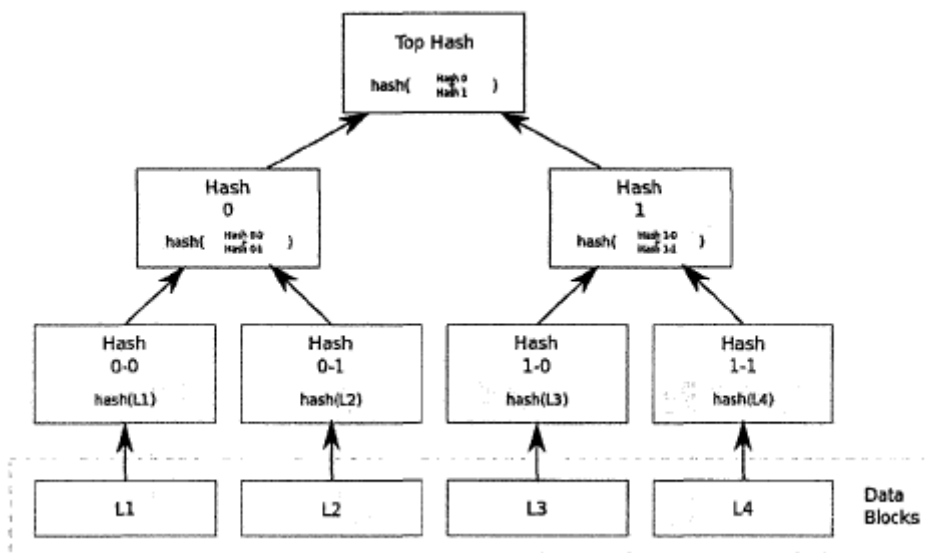 Top Hash
hash( Hash 0 + Hash 1 )
Hash
0
hash( Hash 0-0 + Hash 0-1 )
Hash
1
hash( Hash 1-0 + Hash 1-1 )
Hash
0-0
hash(L1)
Hash
0-1
hash(L2)
Hash
1-0
hash(L3)
Hash
1-1
hash(L4)
L1
L2
L3
L4
Data
Blocks